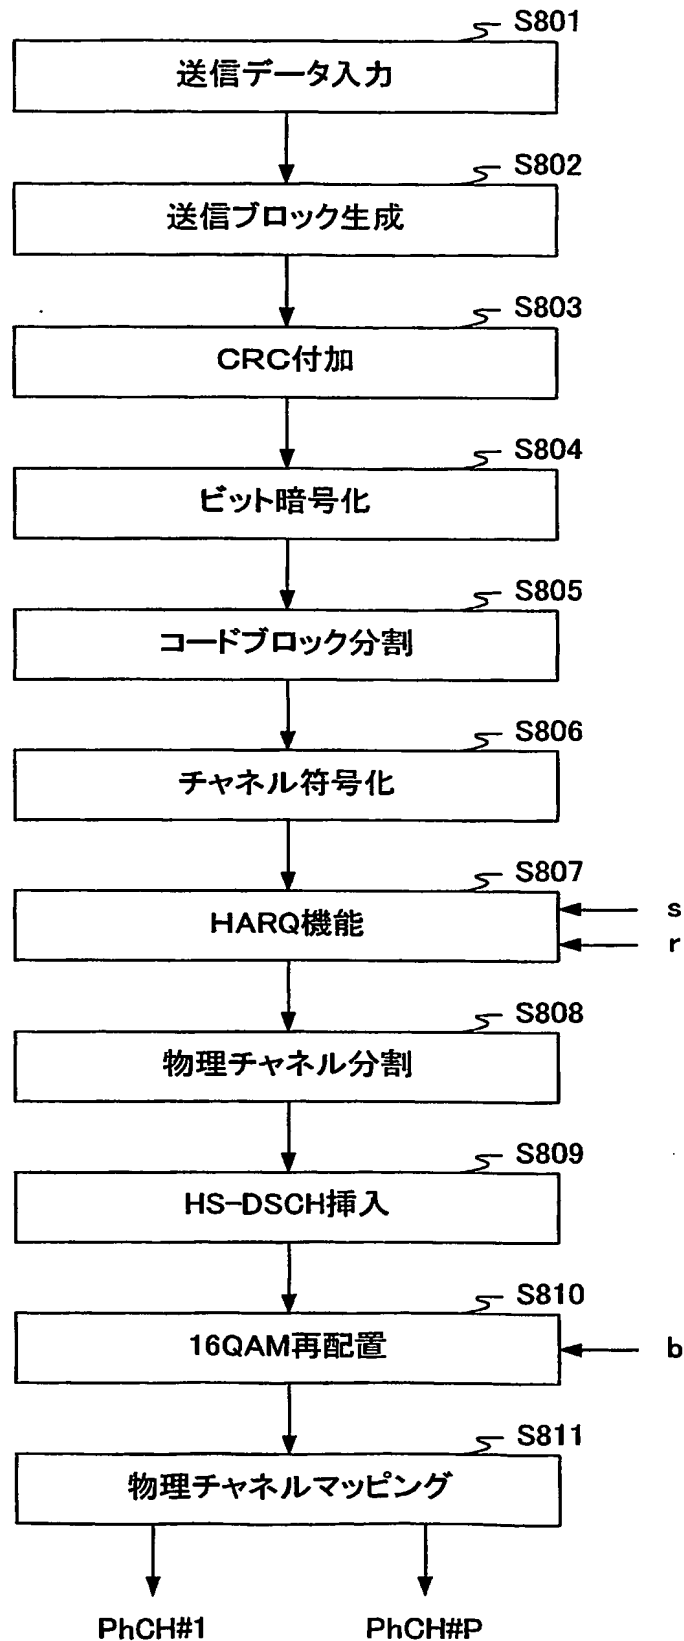 S801
送信データ入力
S802
送信ブロック生成
S803
CRC付加
S804
ビット暗号化
S805
コードブロック分割
S806
チャネル符号化
S807
HARQ機能
s
r
S808
物理チャネル分割
S809
HS-DSCH挿入
S810
16QAM再配置
b
S811
物理チャネルマッピング
PhCH#1
PhCH#P